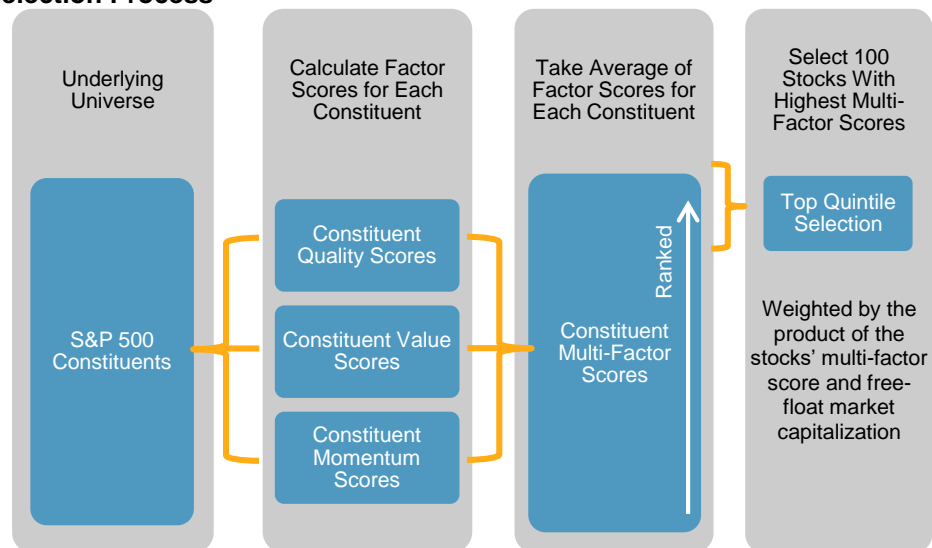 election Process
Underlying
Universe
S&P 500
Constituents
Calculate Factor
Scores for Each
Constituent
Constituent
Quality Scores
Constituent Value
Scores
Constituent
Momentum
Scores
Take Average of
Factor Scores for
Each Constituent
Ranked
Constituent
Multi-Factor
Scores
Select 100
Stocks With
Highest Multi-
Factor Scores
Top Quintile
Selection
Weighted by the
product of the
stocks’ multi-factor
score and free-
float market
capitalization